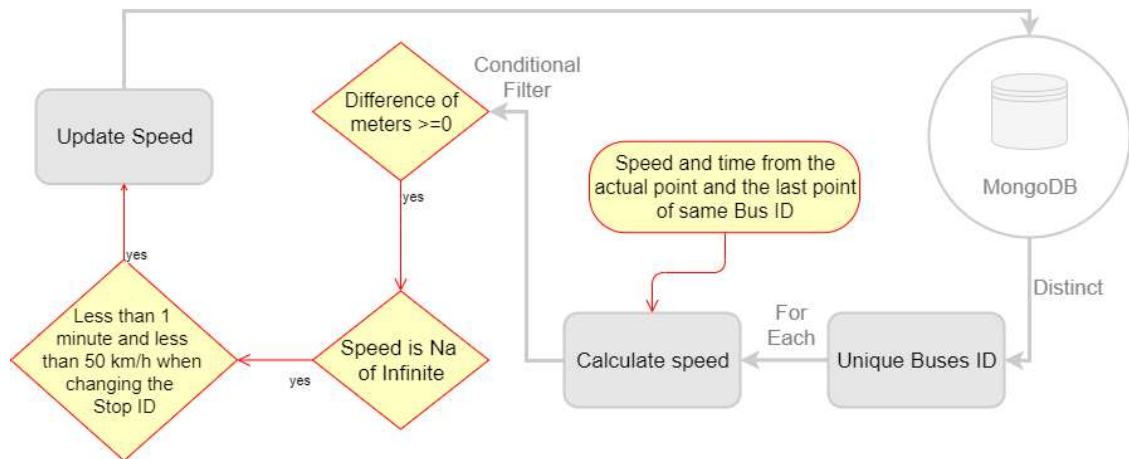 Conditional
Filter
Difference of
meters >=0
Update Speed
Speed and time from the
actual point and the last point
of same Bus ID
MongoDB
yes
yes
Distinct
Less than 1
minute and less
than 50 km/h when
changing the
Stop ID
yes
Speed is Na
of Infinite
Calculate speed
For
Each
Unique Buses ID